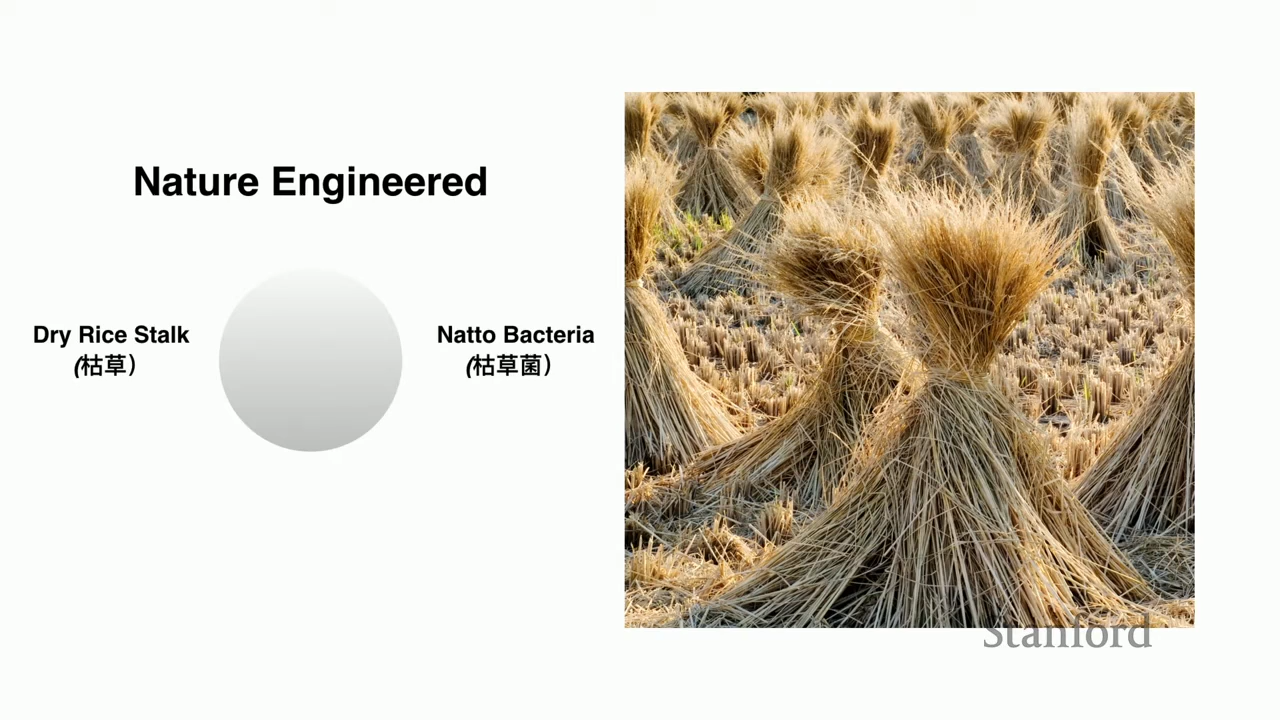 Nature Engineered
Dry Rice Stalk
(枯草）
Natto Bacteria
(枯草菌）
Stanford